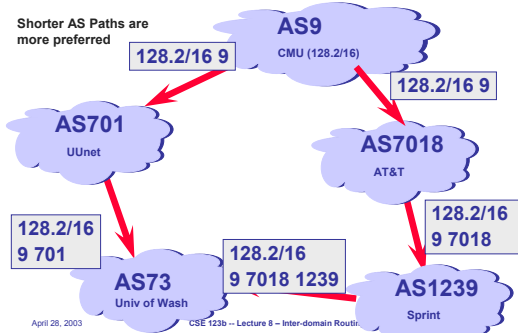 Shorter AS Paths are
more preferred
AS9
CMU (128.2/16)
128.2/16 9
128.2/16 9
AS701
UUnet
AS7018
AT&T
128.2/16
9 701
128.2/16
9 7018 1239
128.2/16
9 7018
AS73
Univ of Wash
AS1239
Sprint
April 28, 2003
CSE 123b -- Lecture 8 – Inter-domain Routin